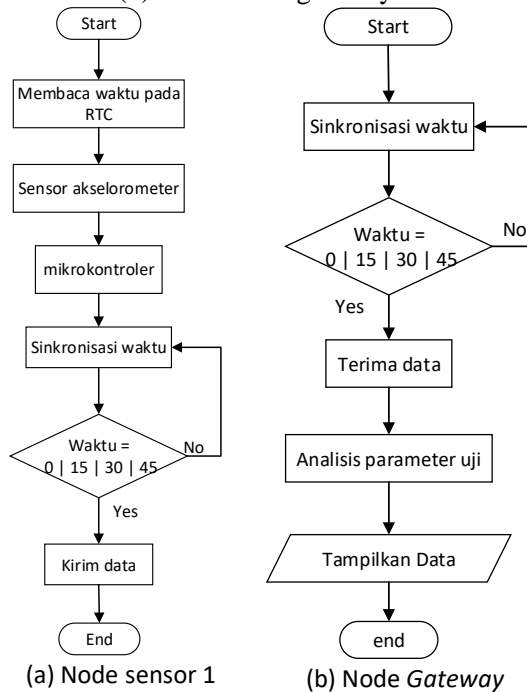 Start
Membaca waktu pada
RTC
Sensor akselorometer
mikrokontroler
Sinkronisasi waktu
Waktu =
0 | 15 | 30 | 45
No
Yes
Kirim data
End
(a) Node sensor 1
Start
Sinkronisasi waktu
Waktu =
0 | 15 | 30 | 45
No
Yes
Terima data
Analisis parameter uji
Tampilkan Data
end
(b) Node Gateway